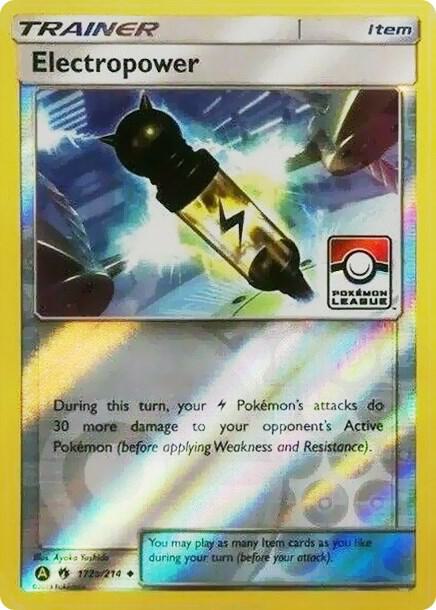 TRAINER
Item
Electropower
POKÉMON
LEAGUE
During this turn, your Pokémon's attacks do
30 more damage to your opponent's Active
Pokémon (before applying Weakness and Resistance).
Illus. Ayaka Yoshida
You may play as many Item cards as you like
during your turn (before your attack).
A 172a/214